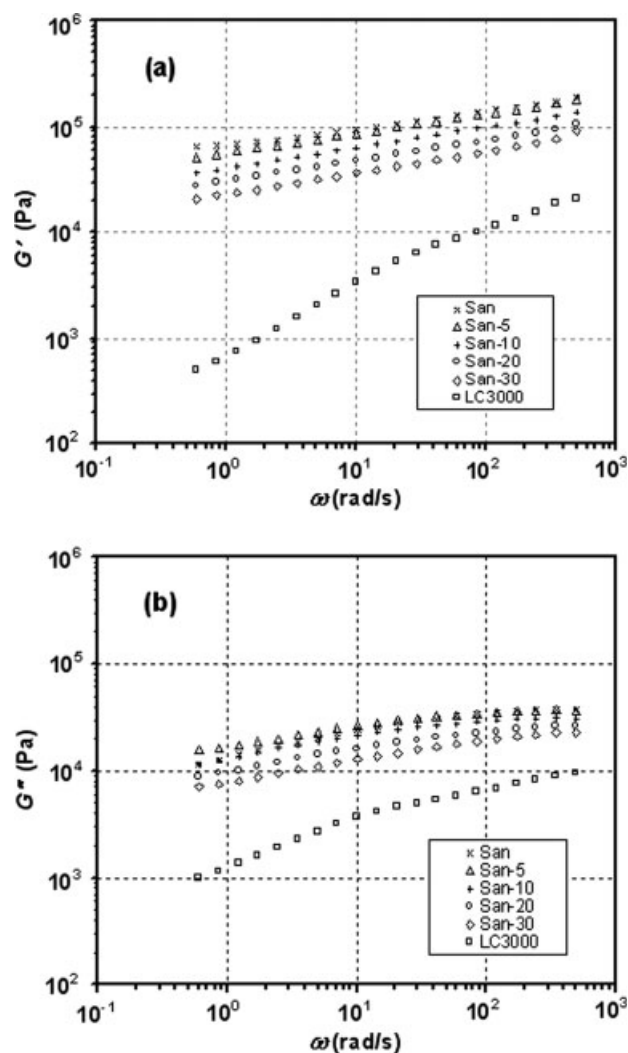 10⁶
(a)
10⁵
G′ (Pa)
10⁴
San
San-5
San-10
San-20
San-30
LC3000
10³
10²
10⁻¹ 10⁰ 10¹ 10² 10³
ω (rad/s)
10⁶
(b)
10⁵
G″ (Pa)
10⁴
San
San-5
San-10
San-20
San-30
LC3000
10³
10²
10⁻¹ 10⁰ 10¹ 10² 10³
ω (rad/s)